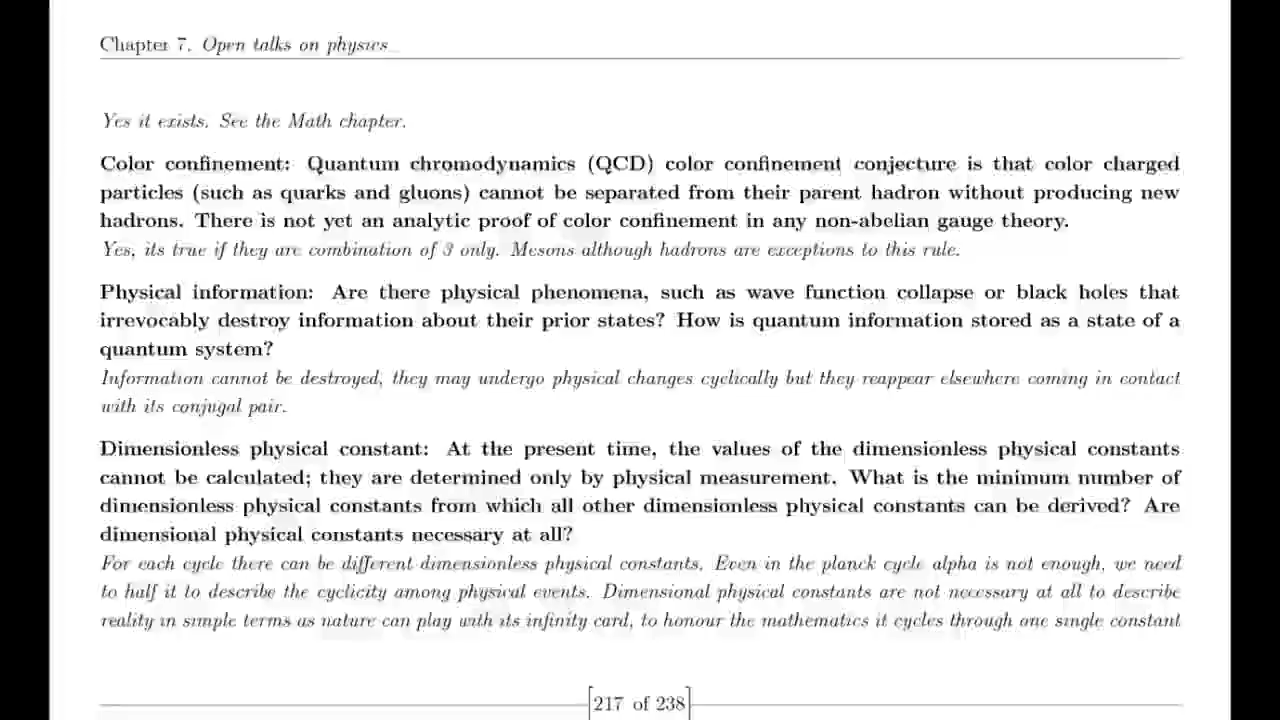 Chapter 7. Open talks on physics
Yes it exists. See the Math chapter.
Color confinement: Quantum chromodynamics (QCD) color confinement conjecture is that color charged
particles (such as quarks and gluons) cannot be separated from their parent hadron without producing new
hadrons. There is not yet an analytic proof of color confinement in any non-abelian gauge theory.
Yes, its true if they are combination of 3 only. Mesons although hadrons are exceptions to this rule.
Physical information: Are there physical phenomena, such as wave function collapse or black holes that
irrevocably destroy information about their prior states? How is quantum information stored as a state of a
quantum system?
Information cannot be destroyed, they may undergo physical changes cyclically but they reappear elsewhere coming in contact
with its conjugal pair.
Dimensionless physical constant: At the present time, the values of the dimensionless physical constants
cannot be calculated; they are determined only by physical measurement. What is the minimum number of
dimensionless physical constants from which all other dimensionless physical constants can be derived? Are
dimensional physical constants necessary at all?
For each cycle there can be different dimensionless physical constants. Even in the planck cycle alpha is not enough, we need
to half it to describe the cyclicity among physical events. Dimensional physical constants are not necessary at all to describe
reality in simple terms as nature can play with its infinity card, to honour the mathematics it cycles through one single constant
217 of 238